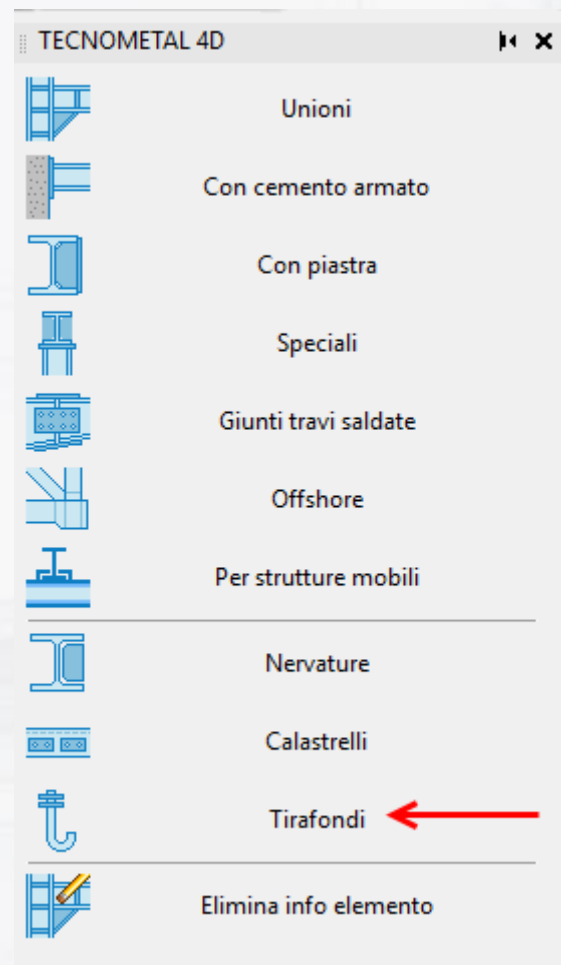 TECNOMETAL 4D
Unioni
Con cemento armato
Con piastra
Speciali
Giunti travi saldate
Offshore
Per strutture mobili
Nervature
Calastrelli
Tirafondi
Elimina info elemento